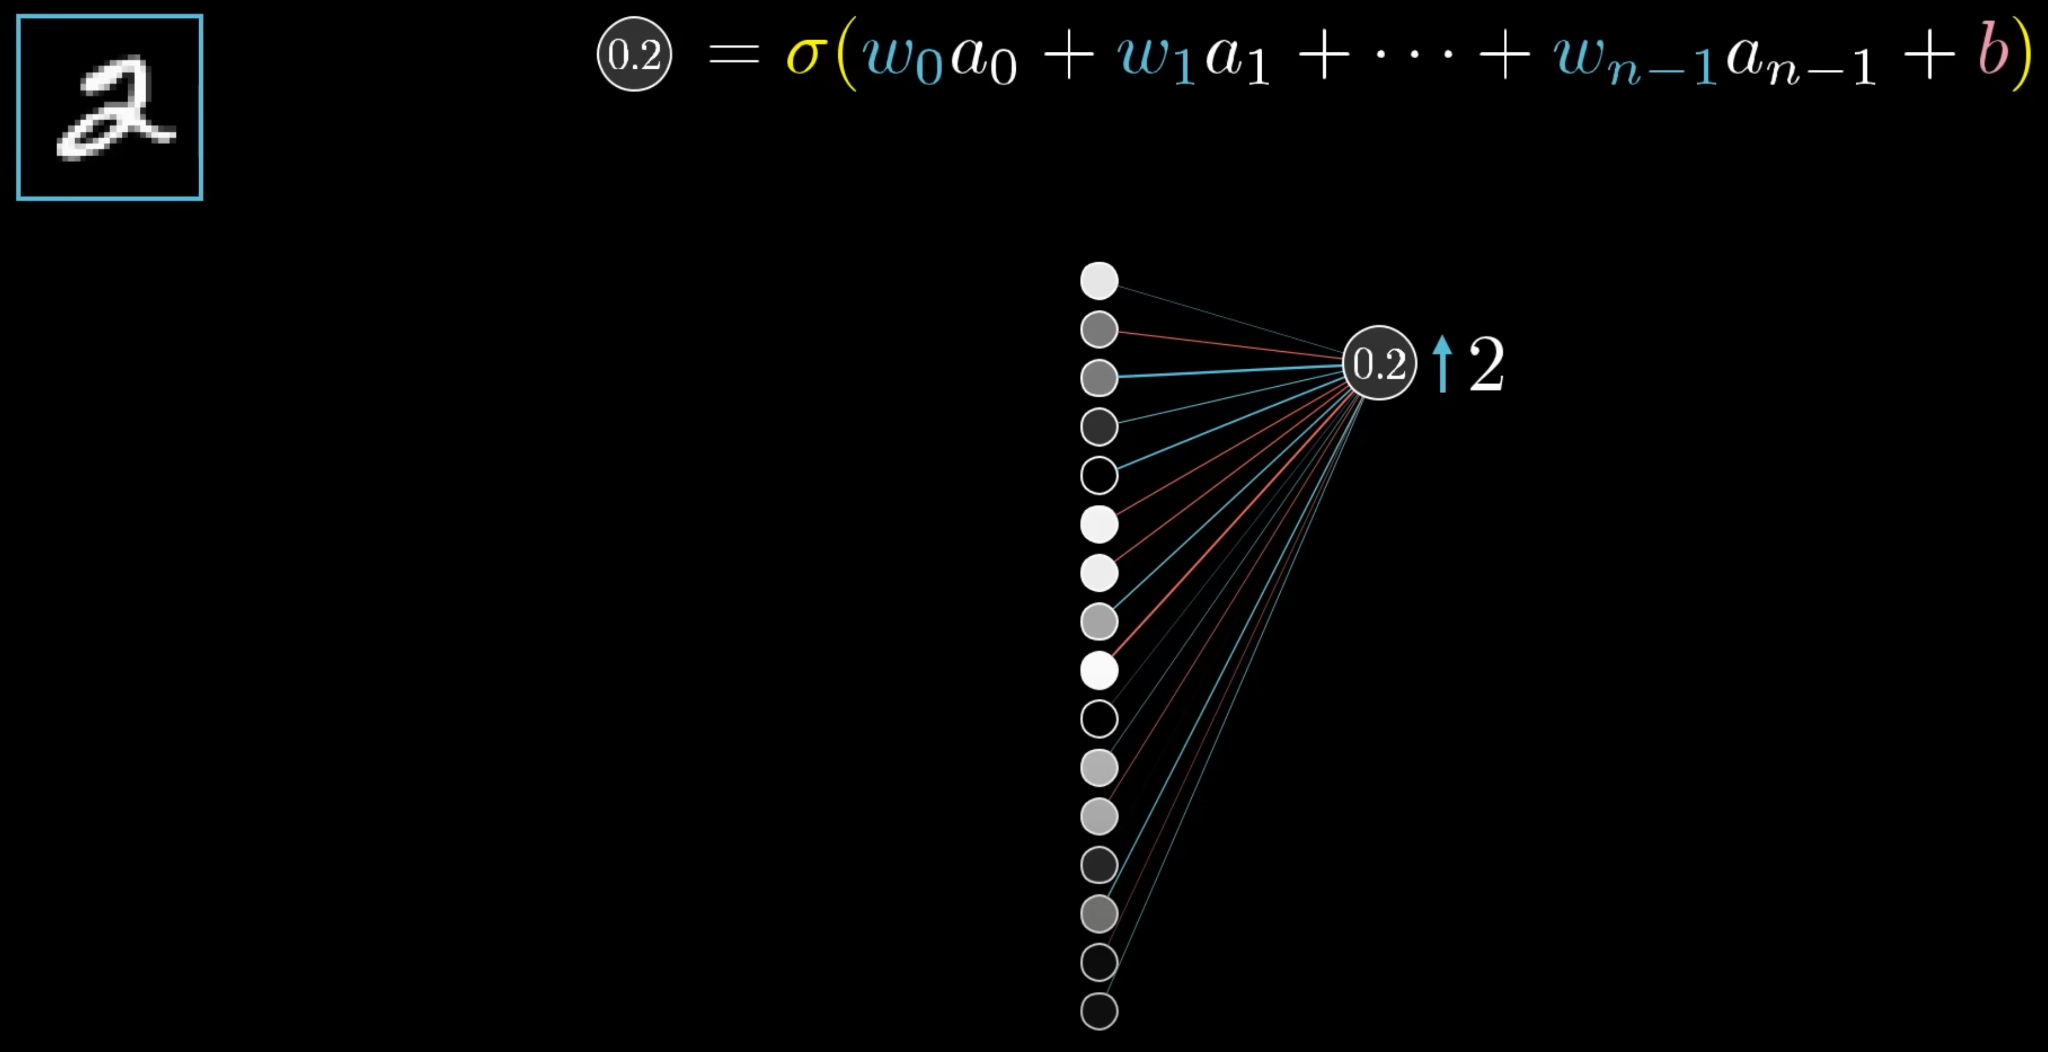 2
0.2 = σ(w₀a₀ + w₁a₁ + ⋯ + wₙ₋₁aₙ₋₁ + b)
0.2 ↑ 2